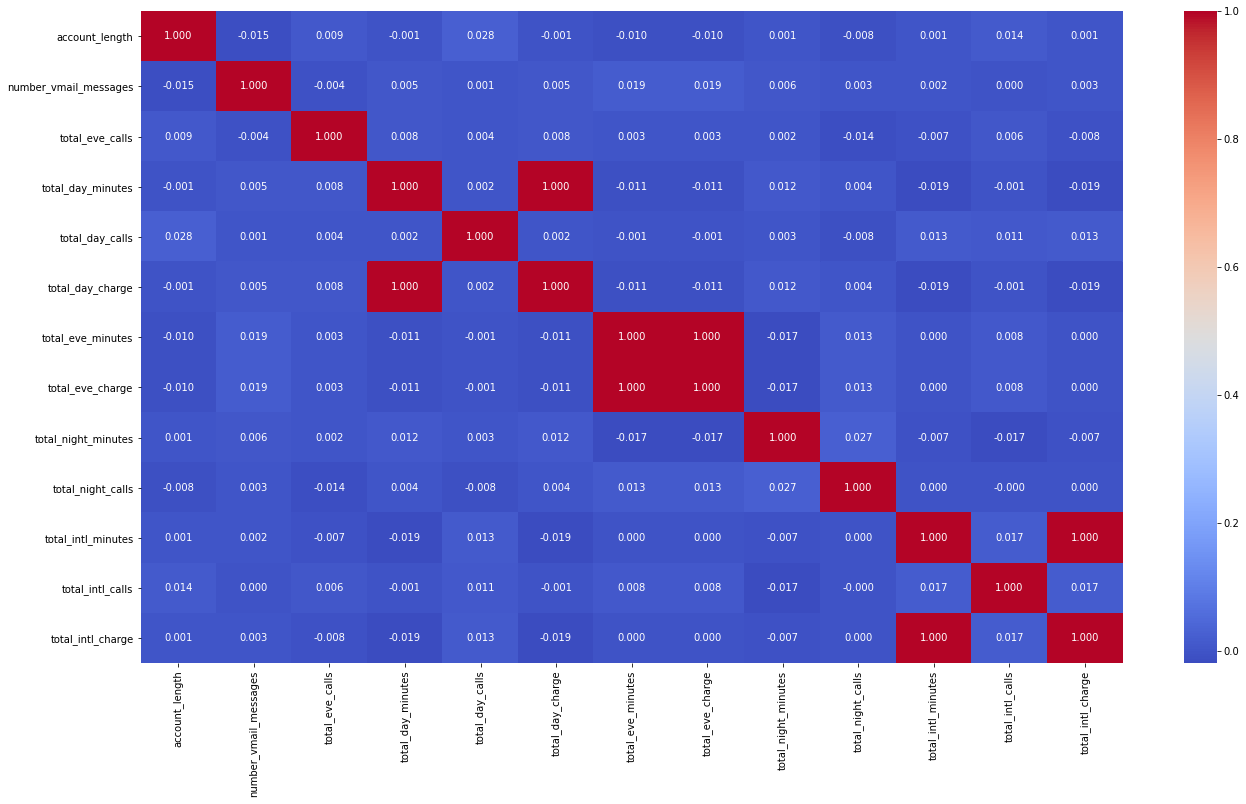 account_length 1.000 -0.015 0.009 -0.001 0.028 -0.001 -0.010 -0.010 0.001 -0.008 0.001 0.014 0.001
number_vmail_messages -0.015 1.000 -0.004 0.005 0.001 0.005 0.019 0.019 0.006 0.003 0.002 0.000 0.003
total_eve_calls 0.009 -0.004 1.000 0.008 0.004 0.008 0.003 0.003 0.002 -0.014 -0.007 0.006 -0.008
total_day_minutes -0.001 0.005 0.008 1.000 0.002 1.000 -0.011 -0.011 0.012 0.004 -0.019 -0.001 -0.019
total_day_calls 0.028 0.001 0.004 0.002 1.000 0.002 -0.001 -0.001 0.003 -0.008 0.013 0.011 0.013
total_day_charge -0.001 0.005 0.008 1.000 0.002 1.000 -0.011 -0.011 0.012 0.004 -0.019 -0.001 -0.019
total_eve_minutes -0.010 0.019 0.003 -0.011 -0.001 -0.011 1.000 1.000 -0.017 0.013 0.000 0.008 0.000
total_eve_charge -0.010 0.019 0.003 -0.011 -0.001 -0.011 1.000 1.000 -0.017 0.013 0.000 0.008 0.000
total_night_minutes 0.001 0.006 0.002 0.012 0.003 0.012 -0.017 -0.017 1.000 0.027 -0.007 -0.017 -0.007
total_night_calls -0.008 0.003 -0.014 0.004 -0.008 0.004 0.013 0.013 0.027 1.000 0.000 -0.000 0.000
total_intl_minutes 0.001 0.002 -0.007 -0.019 0.013 -0.019 0.000 0.000 -0.007 0.000 1.000 0.017 1.000
total_intl_calls 0.014 0.000 0.006 -0.001 0.011 -0.001 0.008 0.008 -0.017 -0.000 0.017 1.000 0.017
total_intl_charge 0.001 0.003 -0.008 -0.019 0.013 -0.019 0.000 0.000 -0.007 0.000 1.000 0.017 1.000
account_length
number_vmail_messages
total_eve_calls
total_day_minutes
total_day_calls
total_day_charge
total_eve_minutes
total_eve_charge
total_night_minutes
total_night_calls
total_intl_minutes
total_intl_calls
total_intl_charge
1.0
0.8
0.6
0.4
0.2
0.0